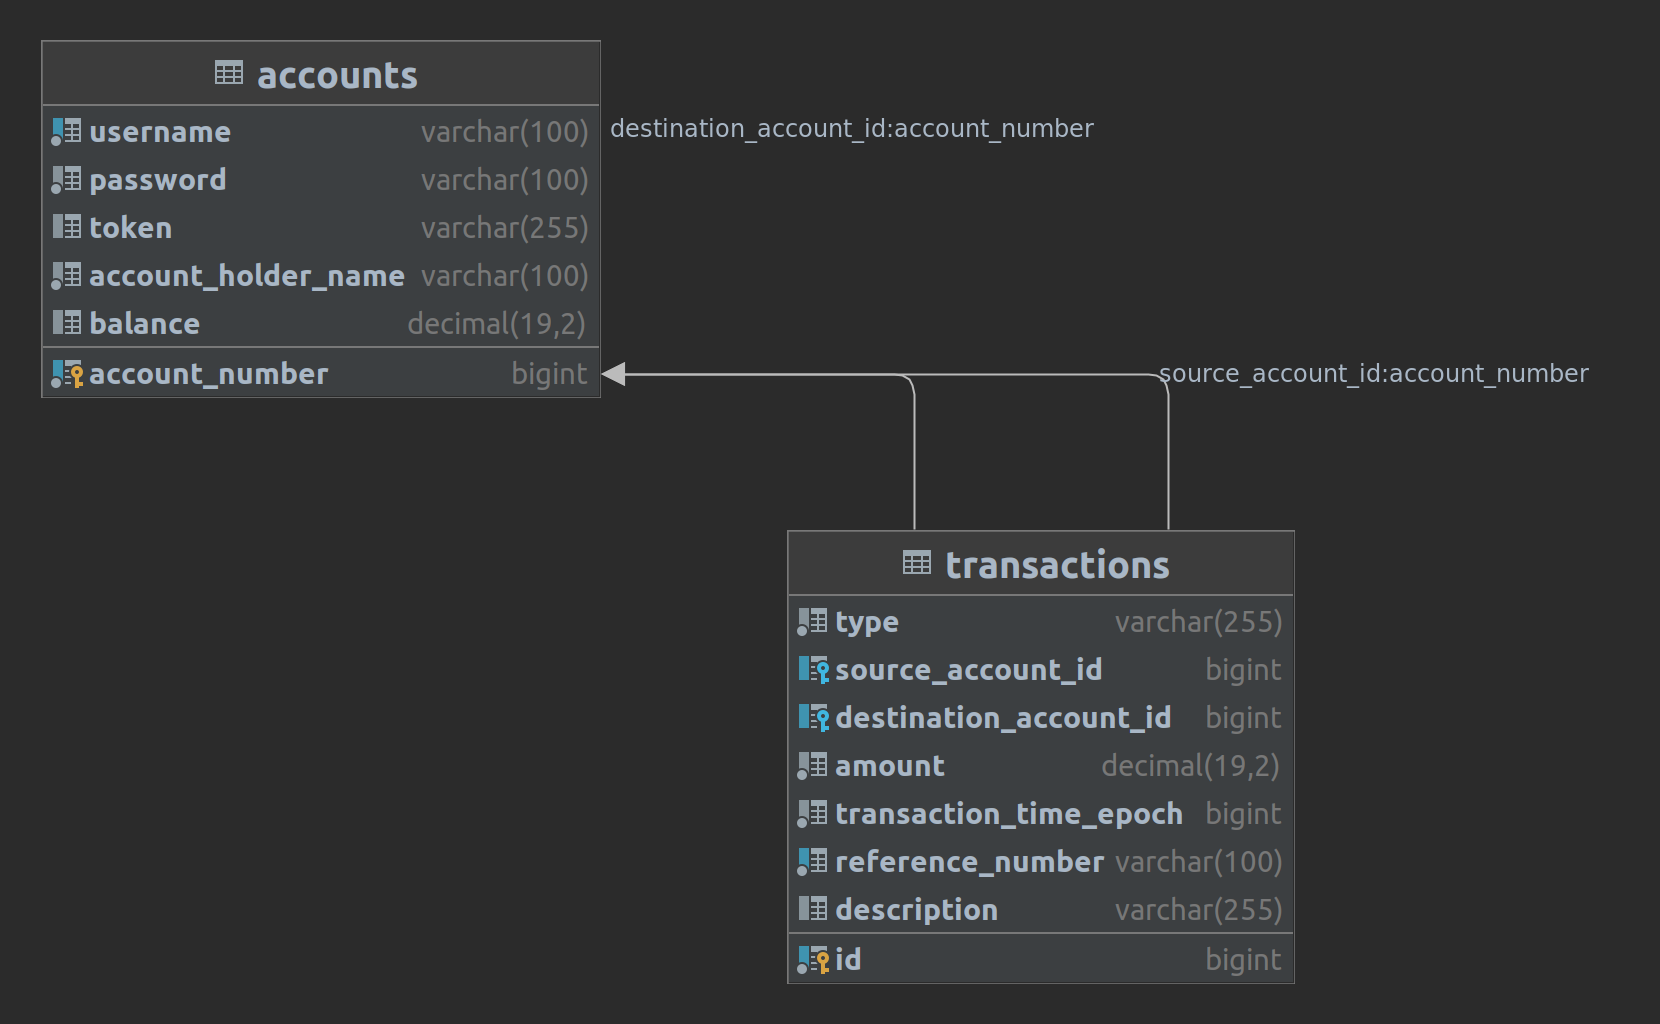 accounts
username varchar(100)
password varchar(100)
token varchar(255)
account_holder_name varchar(100)
balance decimal(19,2)
account_number bigint
destination_account_id:account_number
source_account_id:account_number
transactions
type varchar(255)
source_account_id bigint
destination_account_id bigint
amount decimal(19,2)
transaction_time_epoch bigint
reference_number varchar(100)
description varchar(255)
id bigint